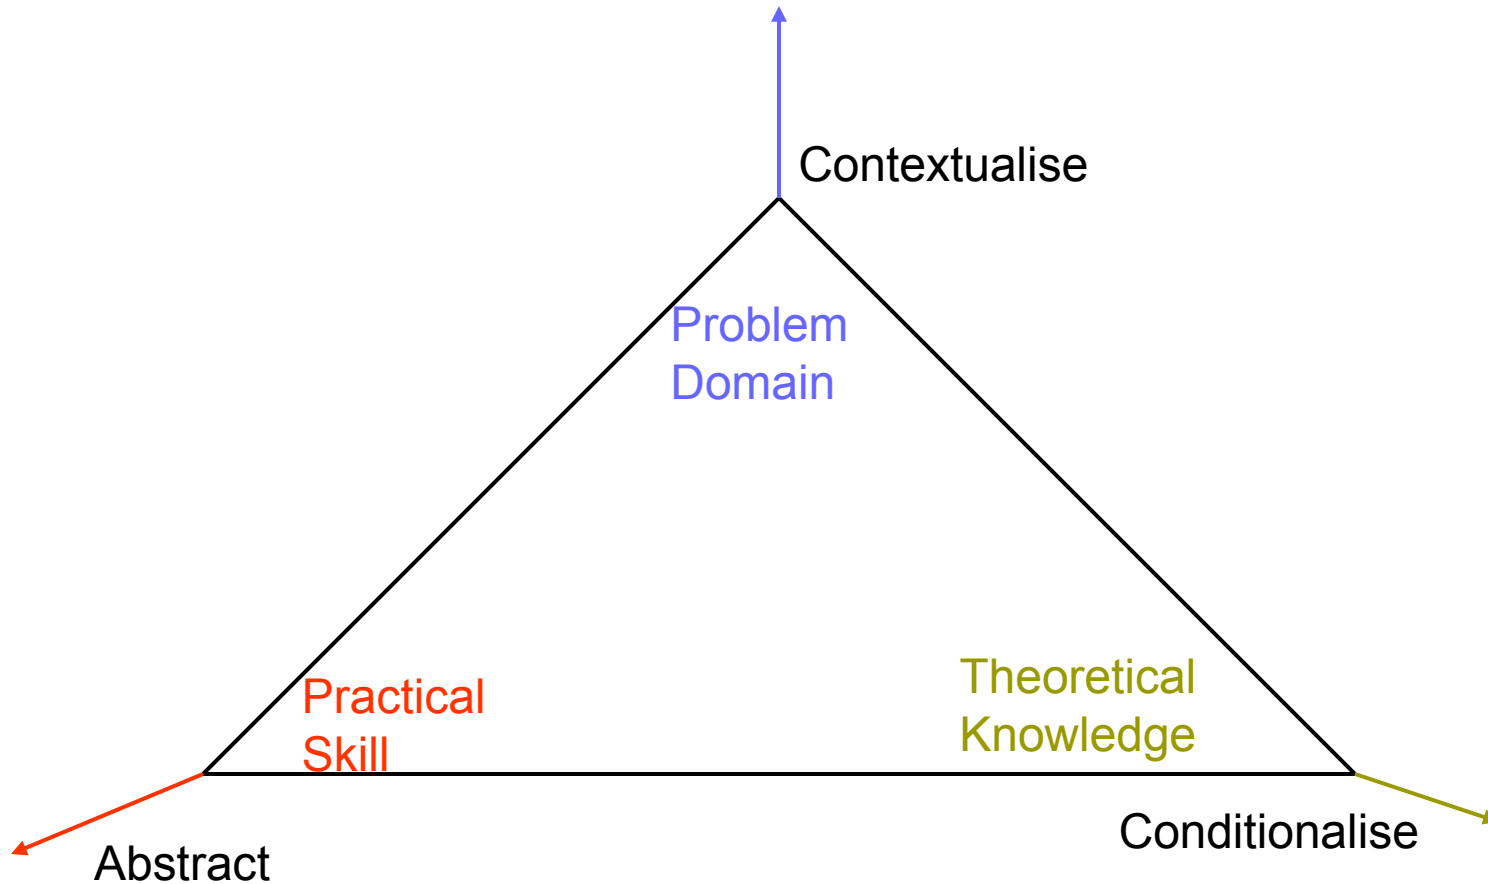 Contextualise
Problem
Domain
Practical
Skill
Theoretical
Knowledge
Abstract
Conditionalise